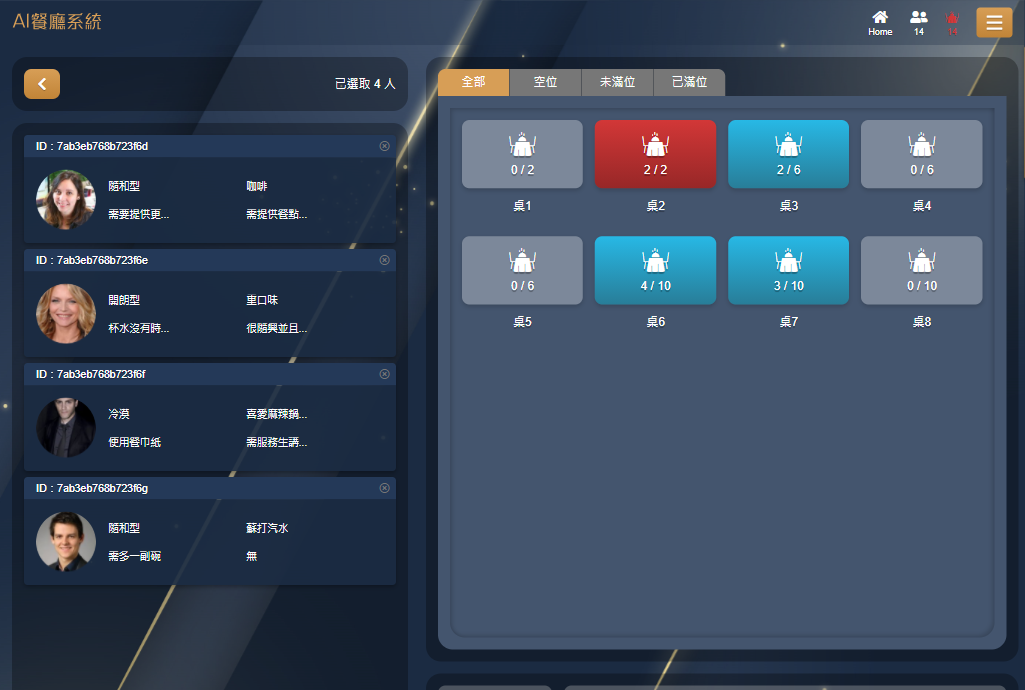 AI餐廳系統
Home
14
14
已選取 4 人
ID : 7ab3eb768b723f6d
隨和型
咖啡
需要提供更...
需提供餐點...
ID : 7ab3eb768b723f6e
開朗型
重口味
杯水沒有時...
很隨興並且...
ID : 7ab3eb768b723f6f
冷漠
喜愛麻辣鍋...
使用餐巾紙
需服務生講...
ID : 7ab3eb768b723f6g
隨和型
蘇打汽水
需多一副碗
無
全部
空位
未滿位
已滿位
0 / 2
2 / 2
2 / 6
0 / 6
桌1
桌2
桌3
桌4
0 / 6
4 / 10
3 / 10
0 / 10
桌5
桌6
桌7
桌8